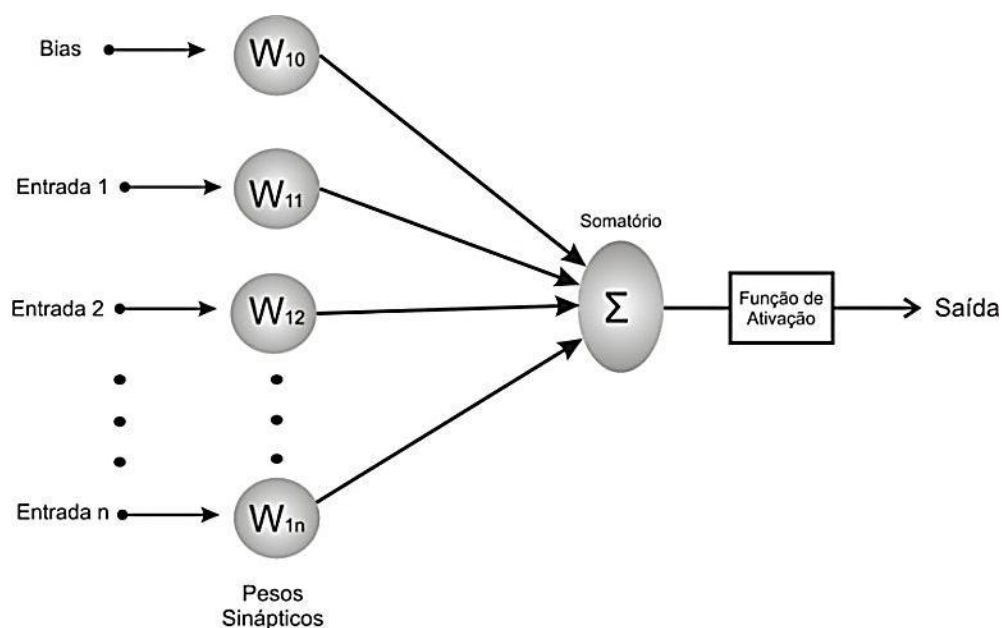 Bias
W10
Entrada 1
W11
Somatório
Entrada 2
W12
Σ
Função de
Ativação
Saída
Entrada n
W1n
Pesos
Sinápticos